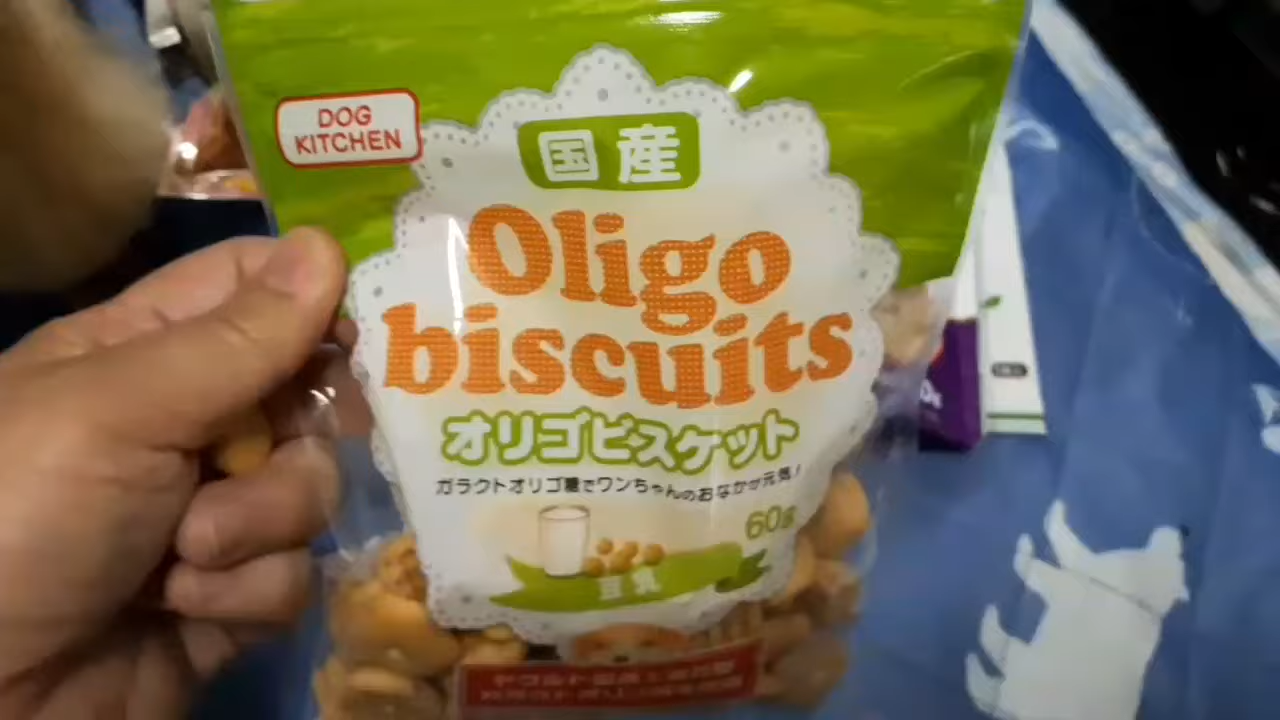 DOG
KITCHEN
国産
Oligo
biscuits
オリゴビスケット
ガラクトオリゴ糖でワンちゃんのおなかが元気!
60g
豆乳